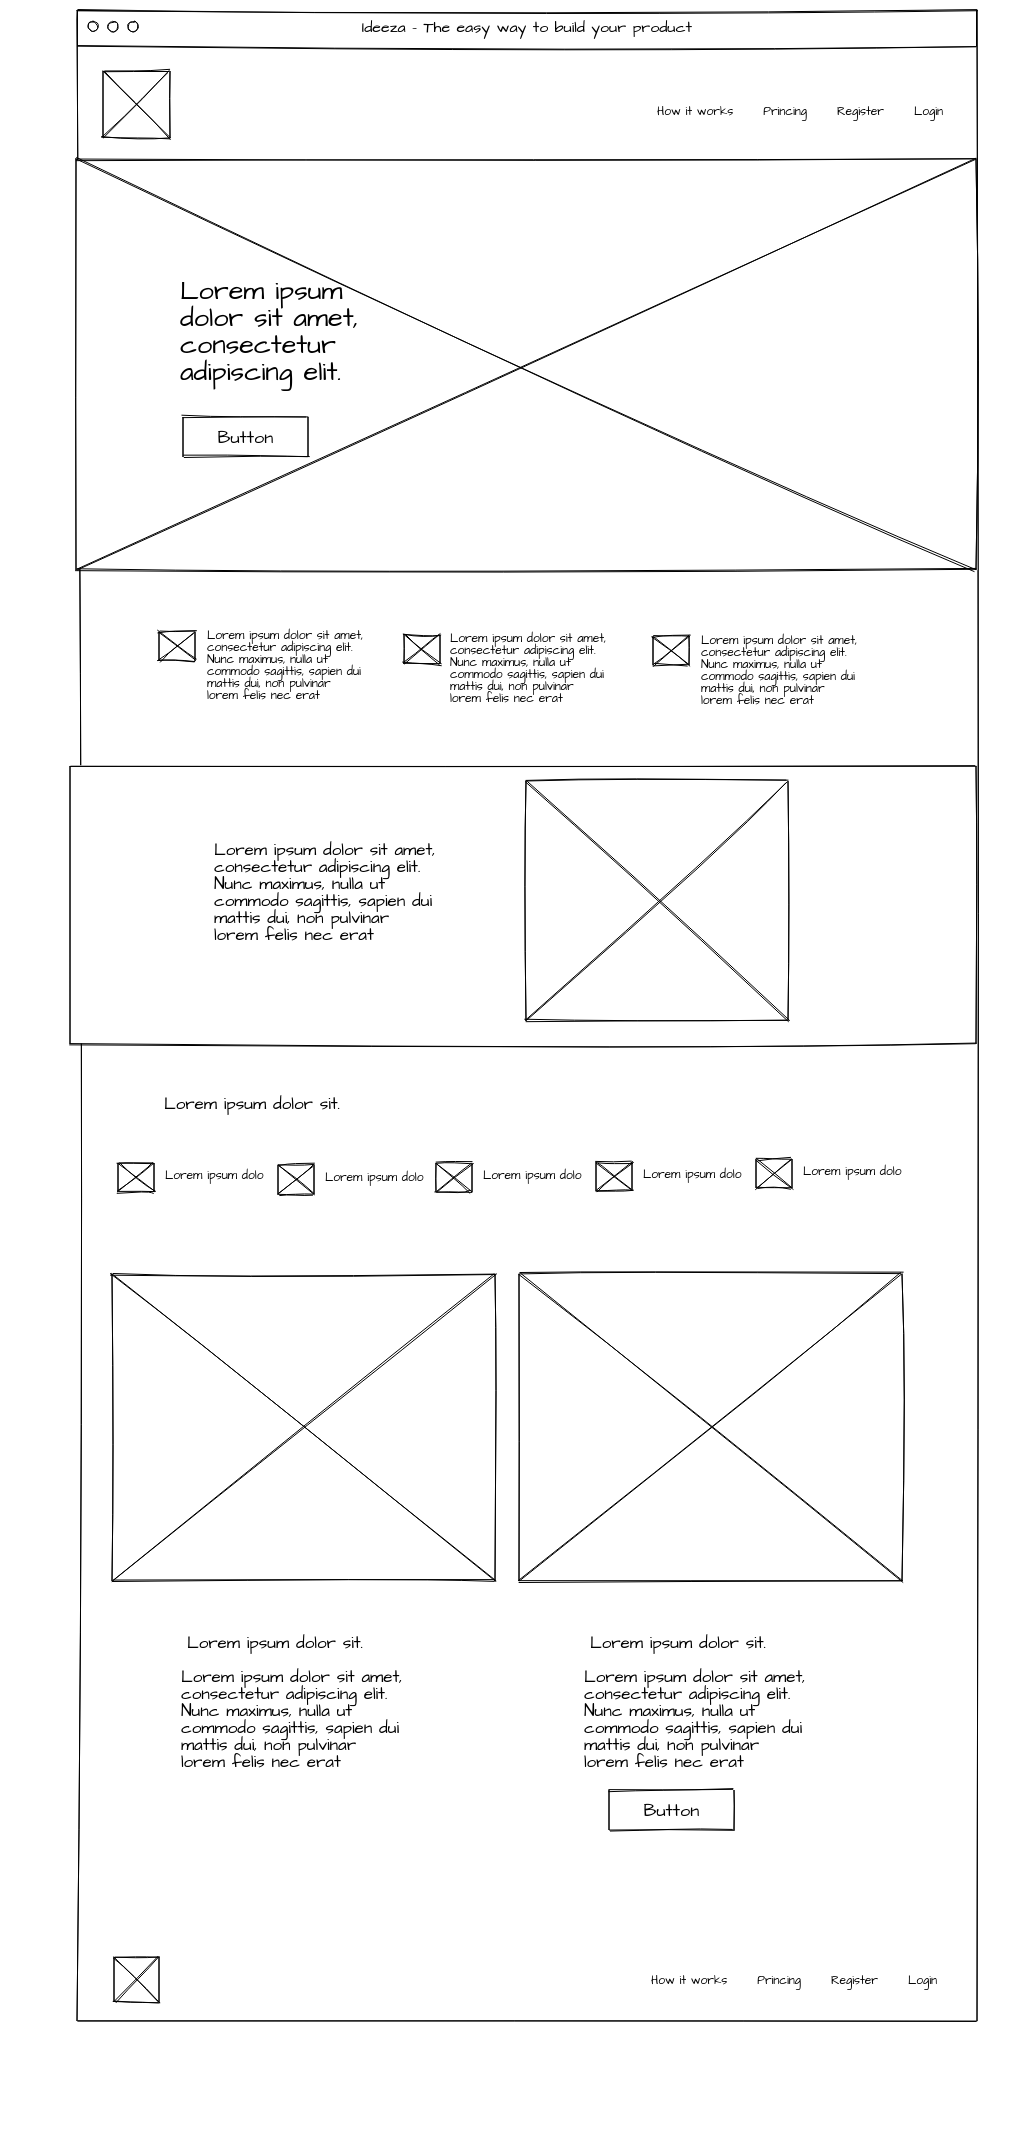 Ideeza - The easy way to build your product
How it works Princing Register Login
Lorem ipsum
dolor sit amet,
consectetur
adipiscing elit.
Button
Lorem ipsum dolor sit amet,
consectetur adipiscing elit.
Nunc maximus, nulla ut
commodo sagittis, sapien dui
mattis dui, non pulvinar
lorem felis nec erat
Lorem ipsum dolor sit amet,
consectetur adipiscing elit.
Nunc maximus, nulla ut
commodo sagittis, sapien dui
mattis dui, non pulvinar
lorem felis nec erat
Lorem ipsum dolor sit amet,
consectetur adipiscing elit.
Nunc maximus, nulla ut
commodo sagittis, sapien dui
mattis dui, non pulvinar
lorem felis nec erat
Lorem ipsum dolor sit amet,
consectetur adipiscing elit.
Nunc maximus, nulla ut
commodo sagittis, sapien dui
mattis dui, non pulvinar
lorem felis nec erat
Lorem ipsum dolor sit.
Lorem ipsum dolo
Lorem ipsum dolo
Lorem ipsum dolo
Lorem ipsum dolo
Lorem ipsum dolo
Lorem ipsum dolor sit.
Lorem ipsum dolor sit amet,
consectetur adipiscing elit.
Nunc maximus, nulla ut
commodo sagittis, sapien dui
mattis dui, non pulvinar
lorem felis nec erat
Lorem ipsum dolor sit.
Lorem ipsum dolor sit amet,
consectetur adipiscing elit.
Nunc maximus, nulla ut
commodo sagittis, sapien dui
mattis dui, non pulvinar
lorem felis nec erat
Button
How it works Princing Register Login